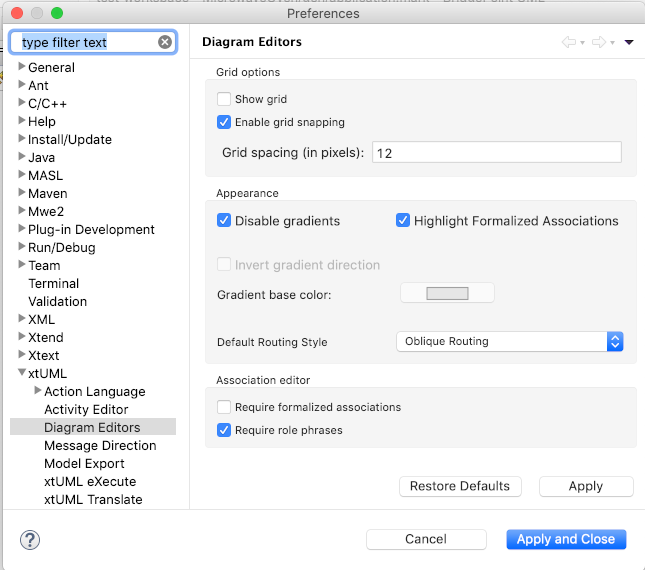 Preferences
type filter text
General
Ant
C/C++
Help
Install/Update
Java
MASL
Maven
Mwe2
Plug-in Development
Run/Debug
Team
Terminal
Validation
XML
Xtend
Xtext
xtUML
Action Language
Activity Editor
Diagram Editors
Message Direction
Model Export
xtUML eXecute
xtUML Translate
Diagram Editors
Grid options
Show grid
Enable grid snapping
Grid spacing (in pixels): 12
Appearance
Disable gradients Highlight Formalized Associations
Invert gradient direction
Gradient base color:
Default Routing Style Oblique Routing
Association editor
Require formalized associations
Require role phrases
Restore Defaults Apply
? Cancel Apply and Close